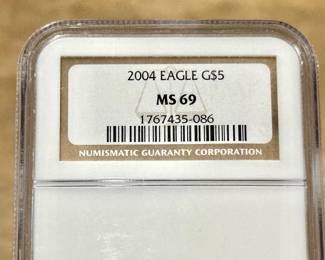 2004 EAGLE G$5
MS 69
1767435-086
NUMISMATIC GUARANTY CORPORATION